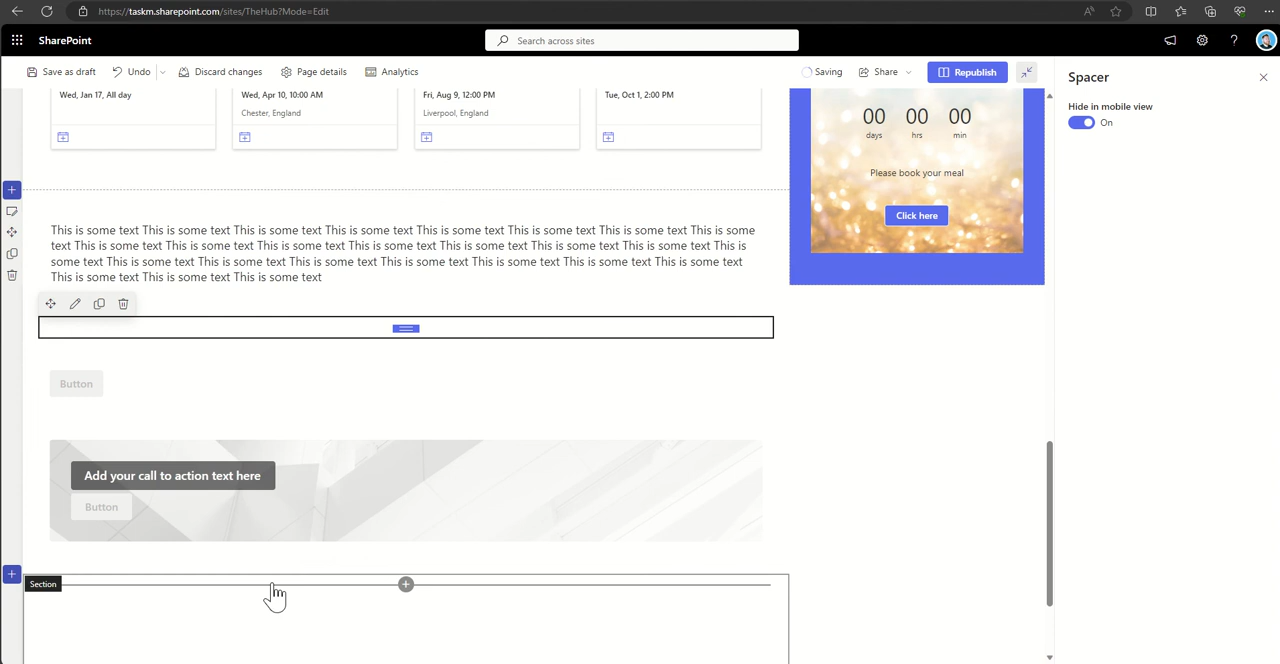 https://taskm.sharepoint.com/sites/TheHub?Mode=Edit
SharePoint
Search across sites
Save as draft
Undo
Discard changes
Page details
Analytics
Saving
Share
Republish
Spacer
Hide in mobile view
On
Wed, Jan 17, All day
Wed, Apr 10, 10:00 AM
Chester, England
Fri, Aug 9, 12:00 PM
Liverpool, England
Tue, Oct 1, 2:00 PM
00 00 00
days hrs min
Please book your meal
Click here
This is some text This is some text This is some text This is some text This is some text This is some text This is some text This is some
text This is some text This is some text This is some text This is some text This is some text This is some text This is some text This is
some text This is some text This is some text This is some text This is some text This is some text This is some text This is some text
This is some text This is some text This is some text
Button
Add your call to action text here
Button
Section